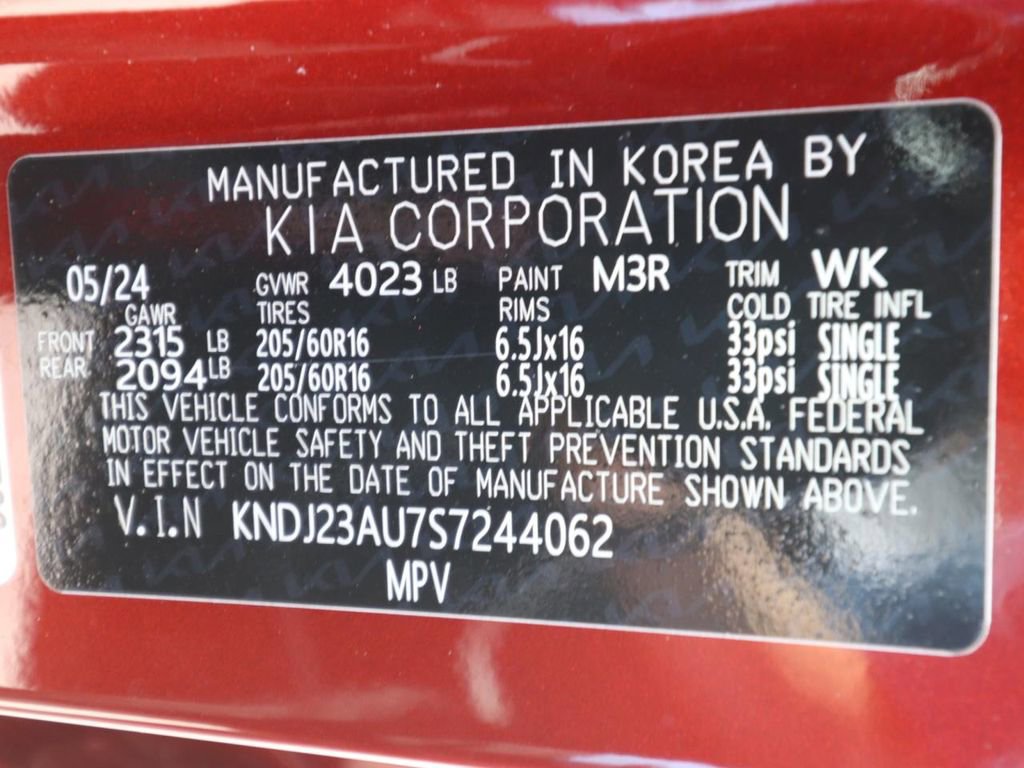 MANUFACTURED IN KOREA BY
KIA CORPORATION
05/24 GVWR 4023 LB PAINT M3R TRIM WK
GAWR TIRES RIMS COLD TIRE INFL
FRONT 2315 LB 205/60R16 6.5Jx16 33psi SINGLE
REAR 2094 LB 205/60R16 6.5Jx16 33psi SINGLE
THIS VEHICLE CONFORMS TO ALL APPLICABLE U.S.A. FEDERAL
MOTOR VEHICLE SAFETY AND THEFT PREVENTION STANDARDS
IN EFFECT ON THE DATE OF MANUFACTURE SHOWN ABOVE.
V.I.N KNDJ23AU7S7244062
MPV